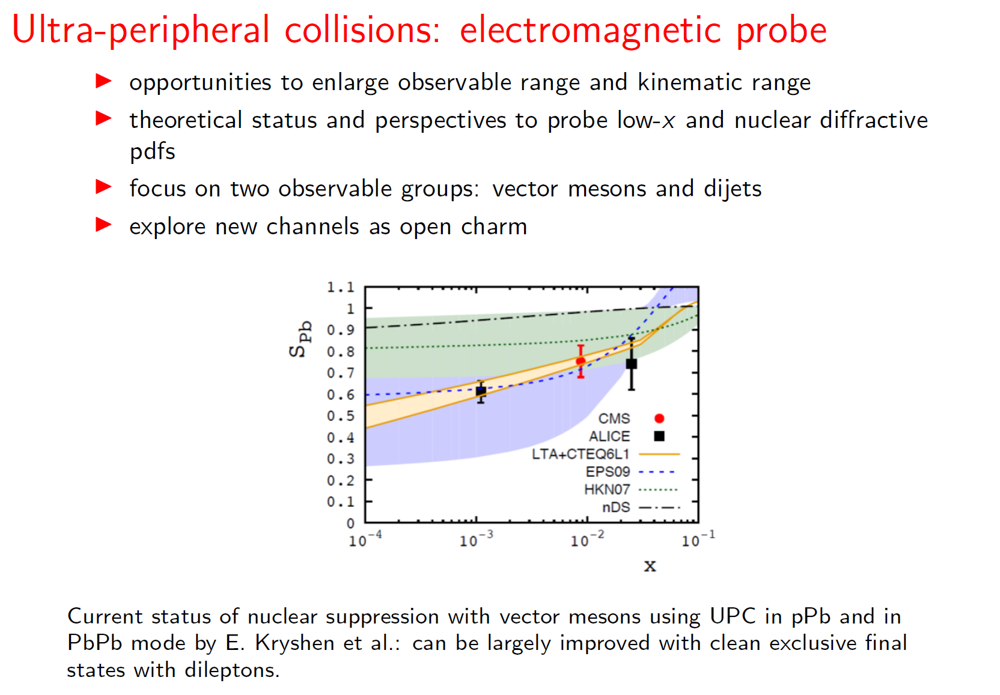 Ultra-peripheral collisions: electromagnetic probe
opportunities to enlarge observable range and kinematic range
theoretical status and perspectives to probe low-x and nuclear diffractive
pdfs
focus on two observable groups: vector mesons and dijets
explore new channels as open charm
1.1
1
0.9
0.8
0.7
0.6
0.5
0.4
0.3
0.2
0.1
0
S_Pb
CMS
ALICE
LTA+CTEQ6L1
EPS09
HKN07
nDS
10^-4 10^-3 10^-2 10^-1
x
Current status of nuclear suppression with vector mesons using UPC in pPb and in
PbPb mode by E. Kryshen et al.: can be largely improved with clean exclusive final
states with dileptons.